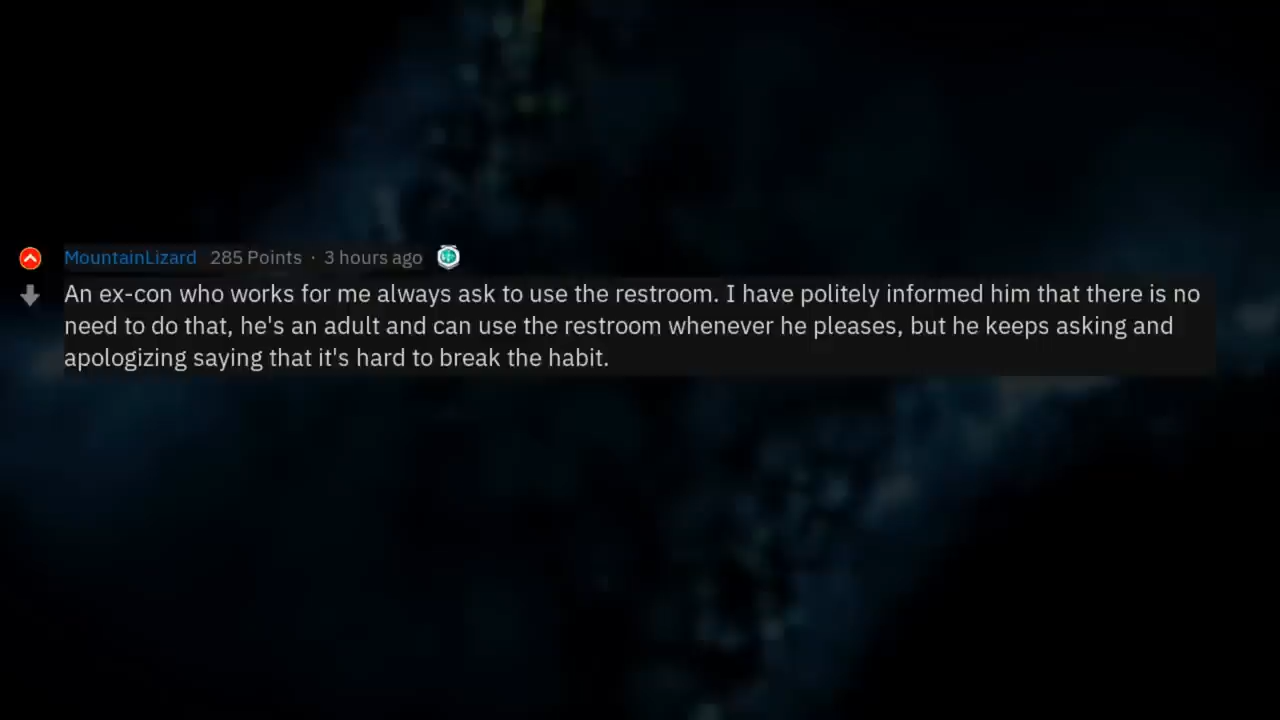 MountainLizard 285 Points · 3 hours ago
An ex-con who works for me always ask to use the restroom. I have politely informed him that there is no
need to do that, he's an adult and can use the restroom whenever he pleases, but he keeps asking and
apologizing saying that it's hard to break the habit.